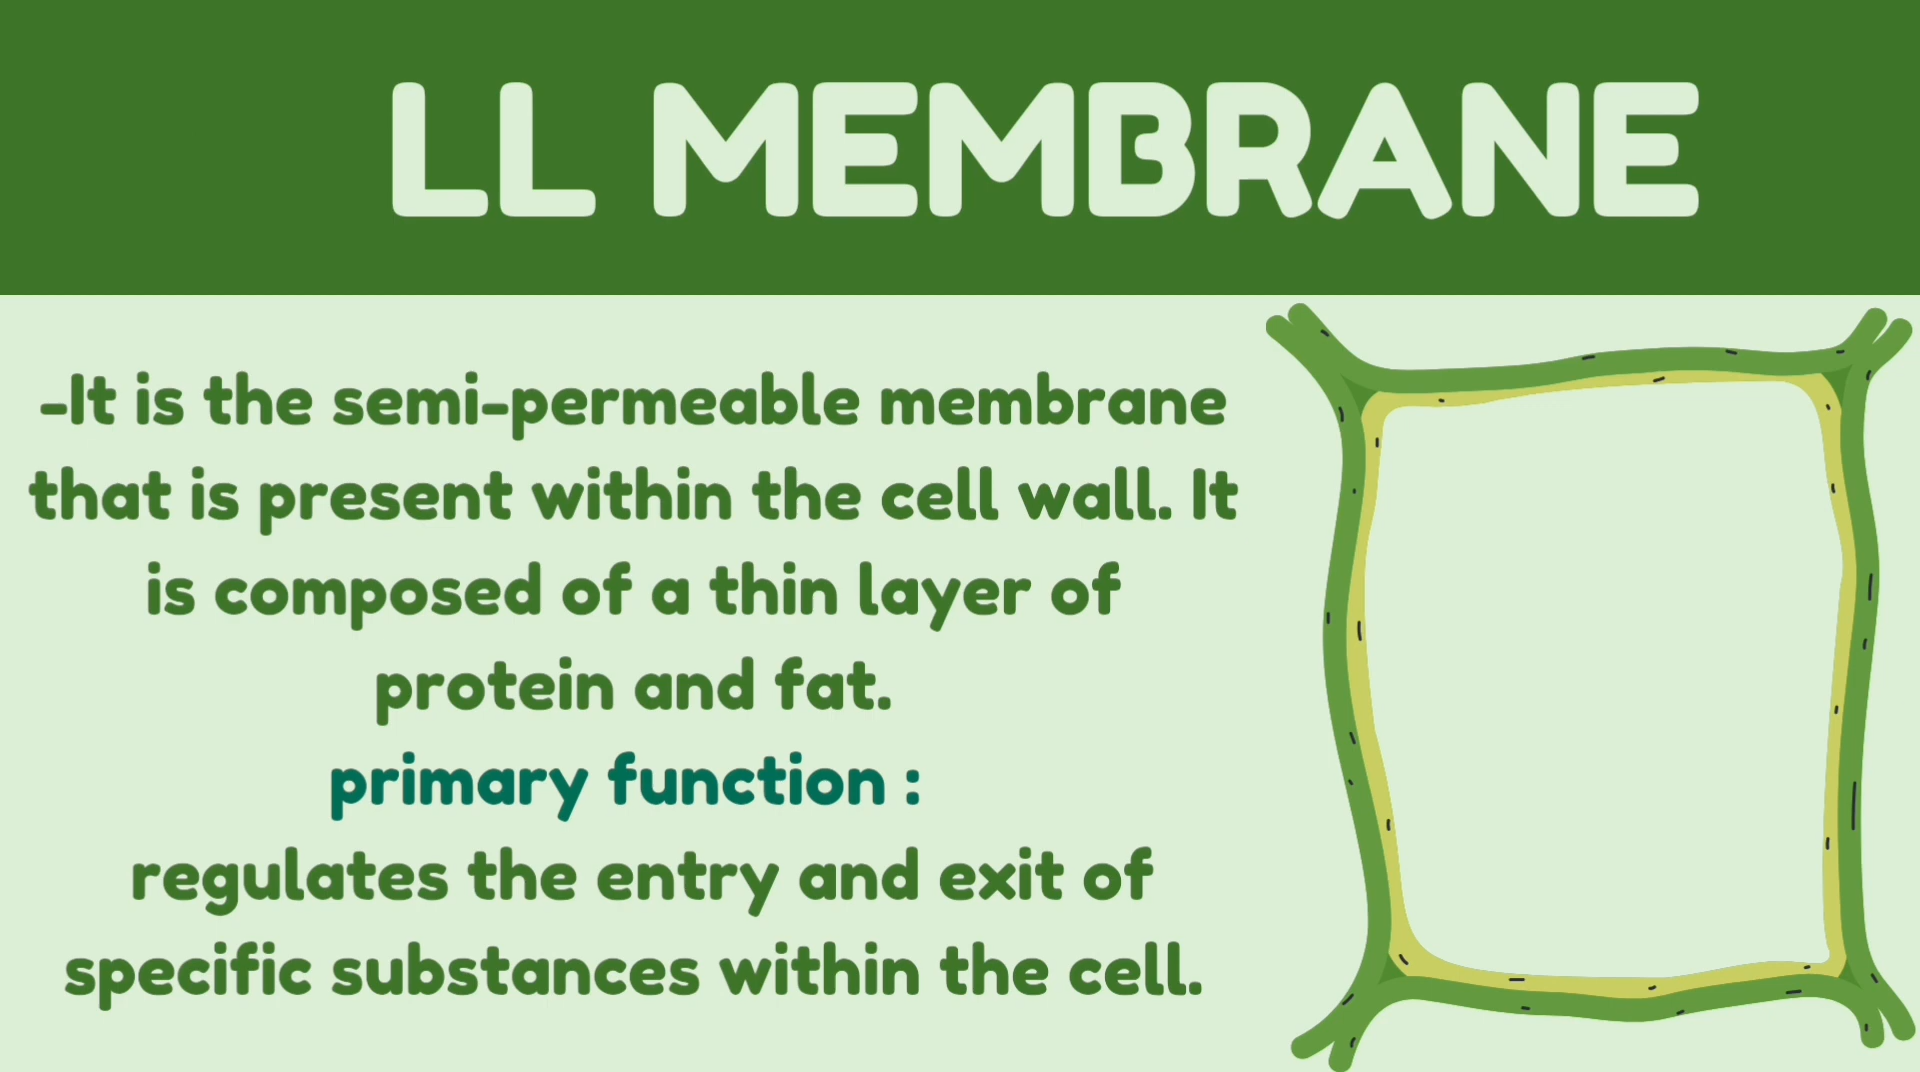 LL MEMBRANE
-It is the semi-permeable membrane
that is present within the cell wall. It
is composed of a thin layer of
protein and fat.
primary function :
regulates the entry and exit of
specific substances within the cell.